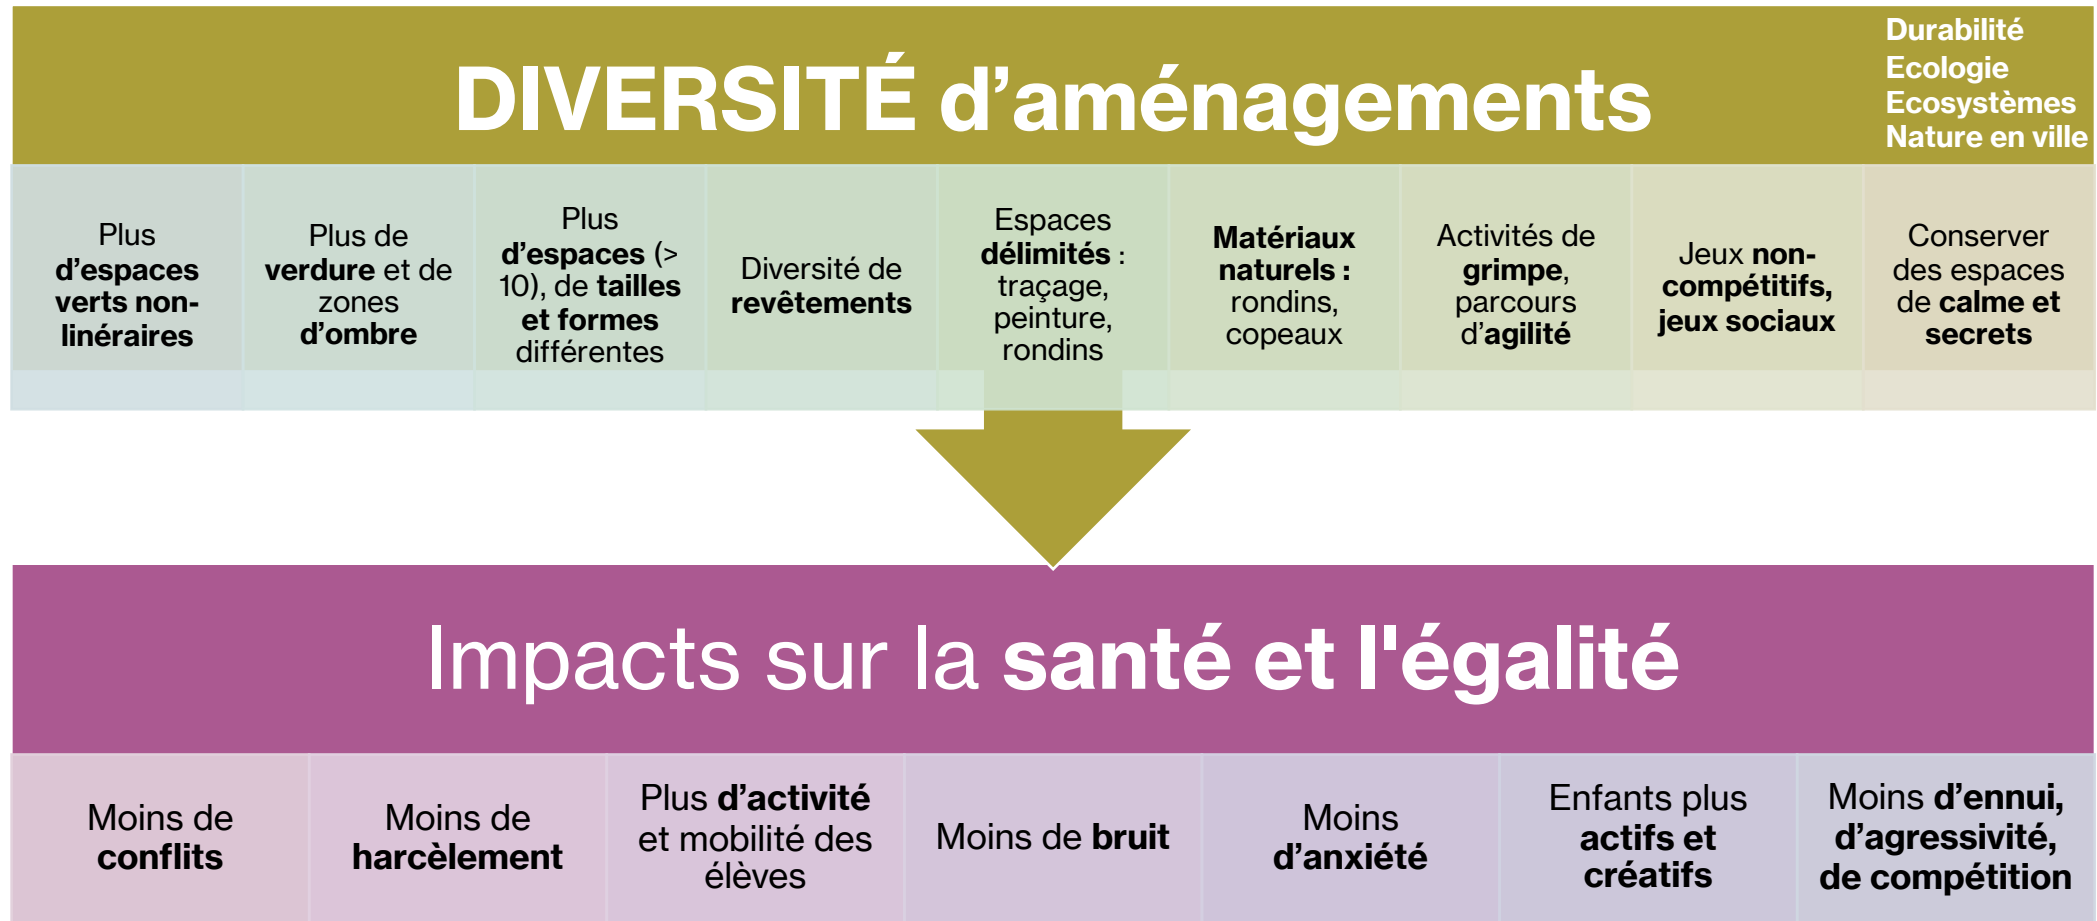 DIVERSITÉ d’aménagements
Durabilité
Ecologie
Ecosystèmes
Nature en ville
Plus
d’espaces
verts non-
linéraires
Plus de
verdure et de
zones
d’ombre
Plus
d’espaces (>
10), de tailles
et formes
différentes
Diversité de
revêtements
Espaces
délimités :
traçage,
peinture,
rondins
Matériaux
naturels :
rondins,
copeaux
Activités de
grimpe,
parcours
d’agilité
Jeux non-
compétitifs,
jeux sociaux
Conserver
des espaces
de calme et
secrets
Impacts sur la santé et l'égalité
Moins de
conflits
Moins de
harcèlement
Plus d’activité
et mobilité des
élèves
Moins de bruit
Moins
d’anxiété
Enfants plus
actifs et
créatifs
Moins d’ennui,
d’agressivité,
de compétition